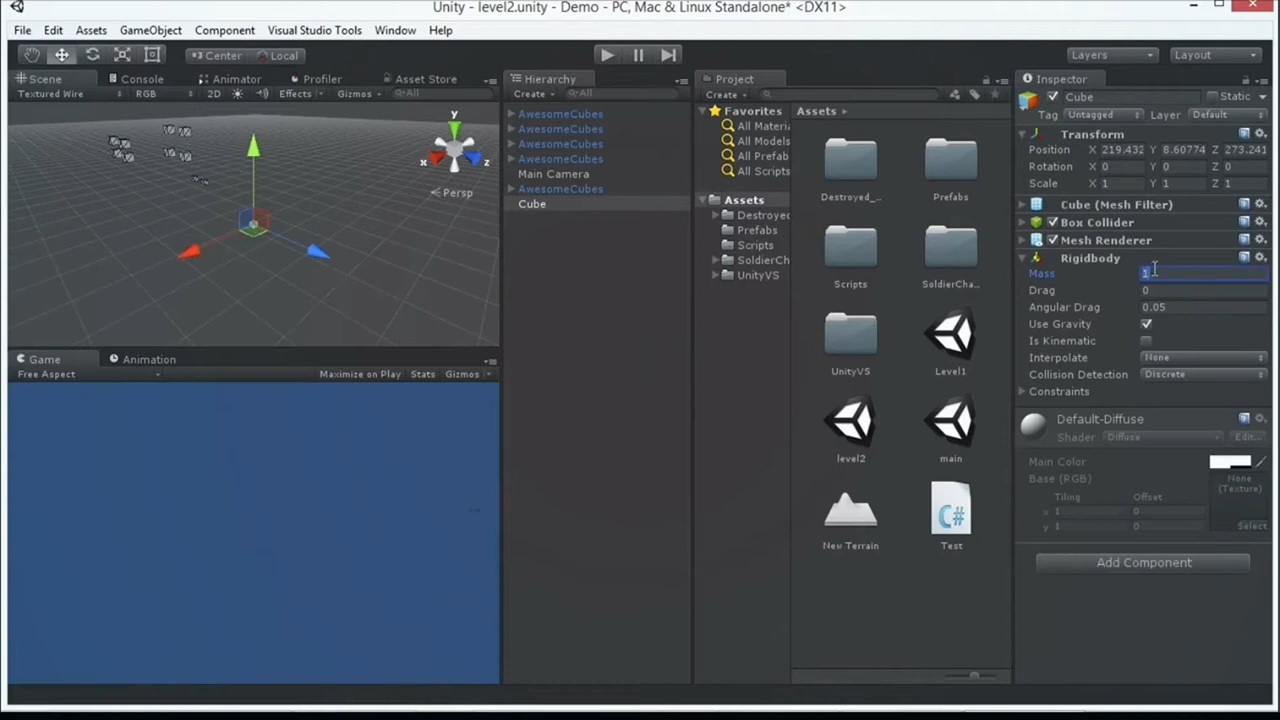 Unity - level2.unity - Demo - PC, Mac & Linux Standalone* <DX11>
File Edit Assets GameObject Component Visual Studio Tools Window Help
Center Local Layers Layout
Scene Console Animator Profiler Asset Store
Textured Wire RGB 2D Effects Gizmos All
y
x
z
Persp
Game Animation
Free Aspect Maximize on Play Stats Gizmos
Hierarchy
Create All
AwesomeCubes
AwesomeCubes
AwesomeCubes
AwesomeCubes
Main Camera
AwesomeCubes
Cube
Project
Create
Favorites
All Materia
All Models
All Prefab
All Scripts
Assets
Destroyed
Prefabs
Scripts
SoldierCh
UnityVS
Assets
Destroyed_... Prefabs
Scripts SoldierCha...
UnityVS Level1
level2 main
C#
New Terrain Test
Inspector
Cube Static
Tag Untagged Layer Default
Transform
Position X 219.432 Y 8.60774 Z 273.241
Rotation X 0 Y 0 Z 0
Scale X 1 Y 1 Z 1
Cube (Mesh Filter)
Box Collider
Mesh Renderer
Rigidbody
Mass 1
Drag 0
Angular Drag 0.05
Use Gravity
Is Kinematic
Interpolate None
Collision Detection Discrete
Constraints
Default-Diffuse
Shader Diffuse Edit...
Main Color
Base (RGB) None
(Texture)
Tiling Offset
x 1 0
y 1 0
Select
Add Component